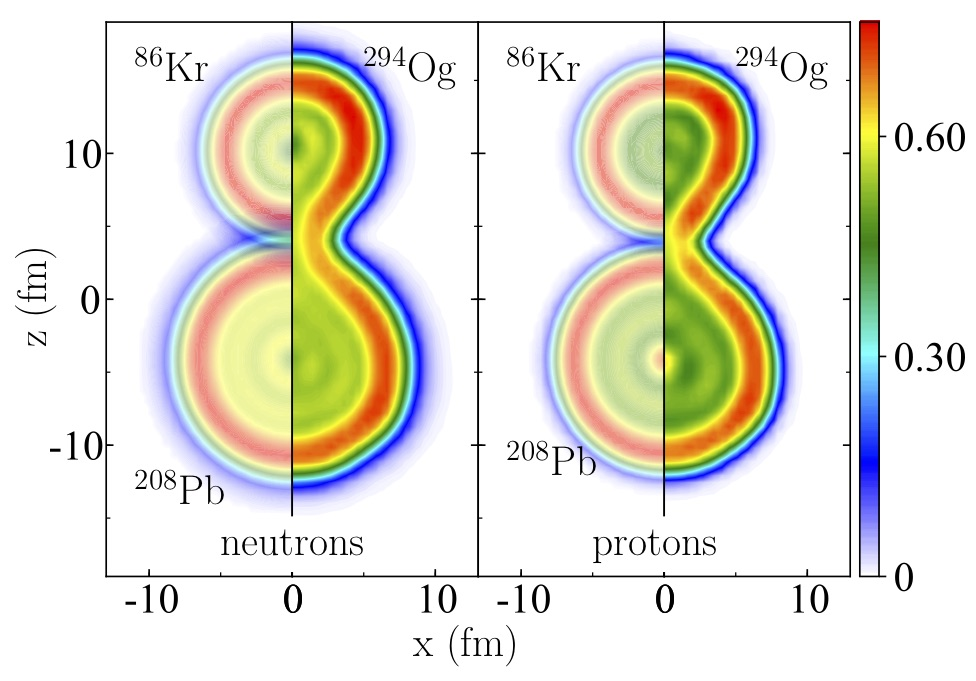 ⁸⁶Kr ²⁹⁴Og ⁸⁶Kr ²⁹⁴Og
0.60
10
z (fm)
0
0.30
-10
²⁰⁸Pb ²⁰⁸Pb
neutrons protons
0
-10 0 10 -10 0 10
x (fm)